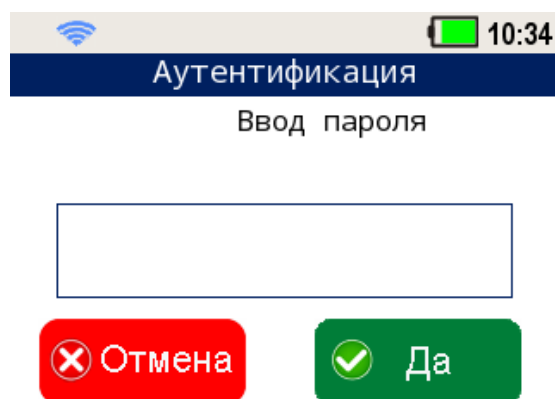 10:34
Аутентификация
Ввод пароля
Отмена
Да